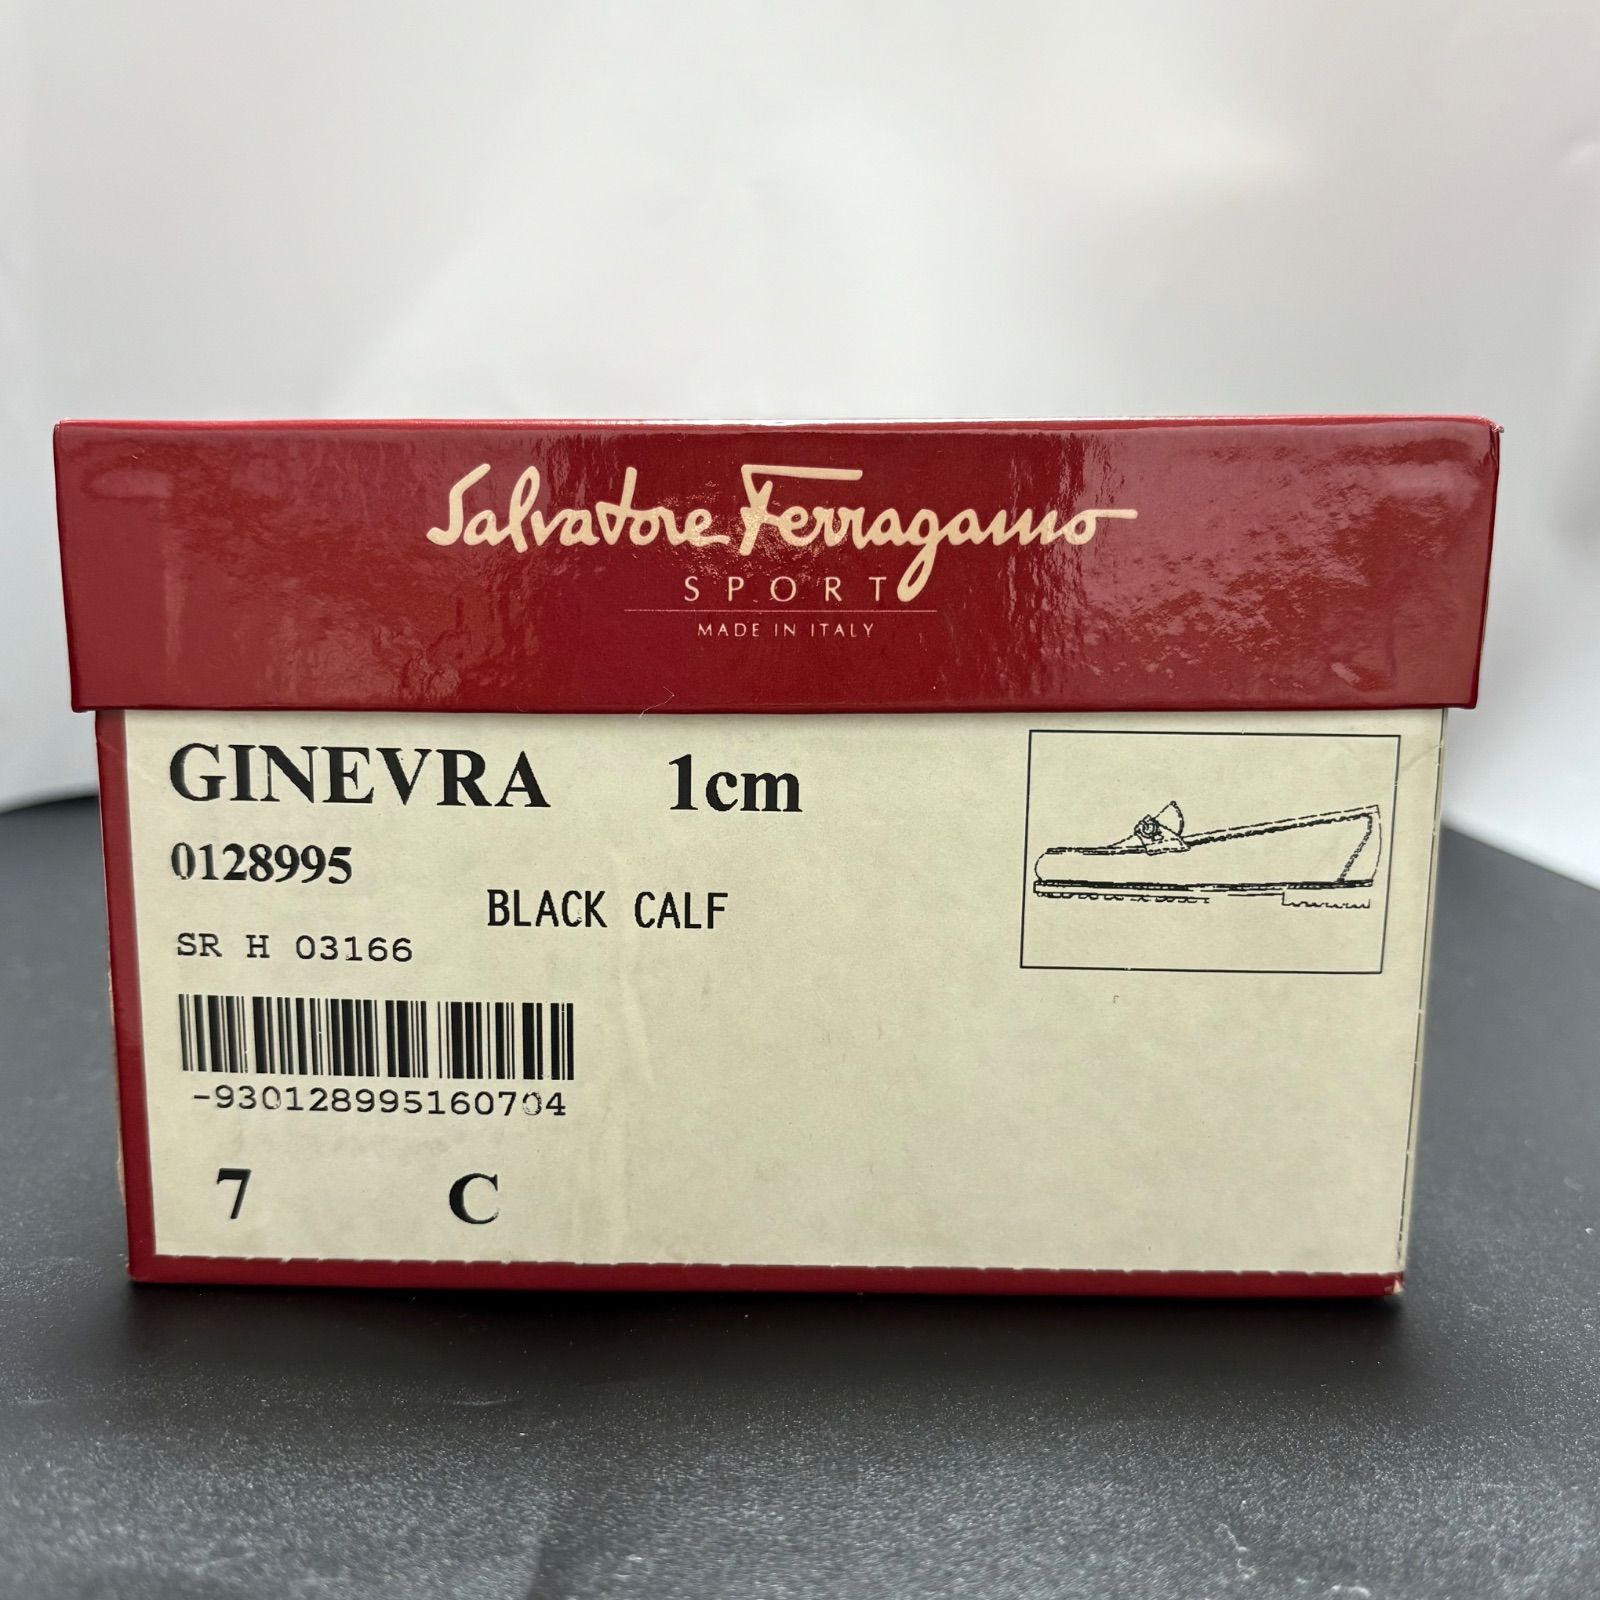 Salvatore Ferragamo
SPORT
MADE IN ITALY
GINEVRA 1cm
0128995
BLACK CALF
SR H 03166
-930128995160704
7 C